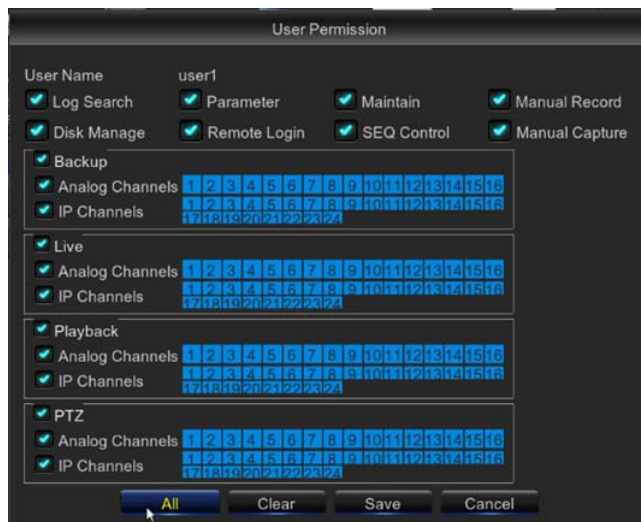 User Permission
User Name user1
Log Search Parameter Maintain Manual Record
Disk Manage Remote Login SEQ Control Manual Capture
Backup
Analog Channels 1 2 3 4 5 6 7 8 9 10 11 12 13 14 15 16
IP Channels 1 2 3 4 5 6 7 8 9 10 11 12 13 14 15 16
17 18 19 20 21 22 23 24
Live
Analog Channels 1 2 3 4 5 6 7 8 9 10 11 12 13 14 15 16
IP Channels 1 2 3 4 5 6 7 8 9 10 11 12 13 14 15 16
17 18 19 20 21 22 23 24
Playback
Analog Channels 1 2 3 4 5 6 7 8 9 10 11 12 13 14 15 16
IP Channels 1 2 3 4 5 6 7 8 9 10 11 12 13 14 15 16
17 18 19 20 21 22 23 24
PTZ
Analog Channels 1 2 3 4 5 6 7 8 9 10 11 12 13 14 15 16
IP Channels 1 2 3 4 5 6 7 8 9 10 11 12 13 14 15 16
17 18 19 20 21 22 23 24
All Clear Save Cancel